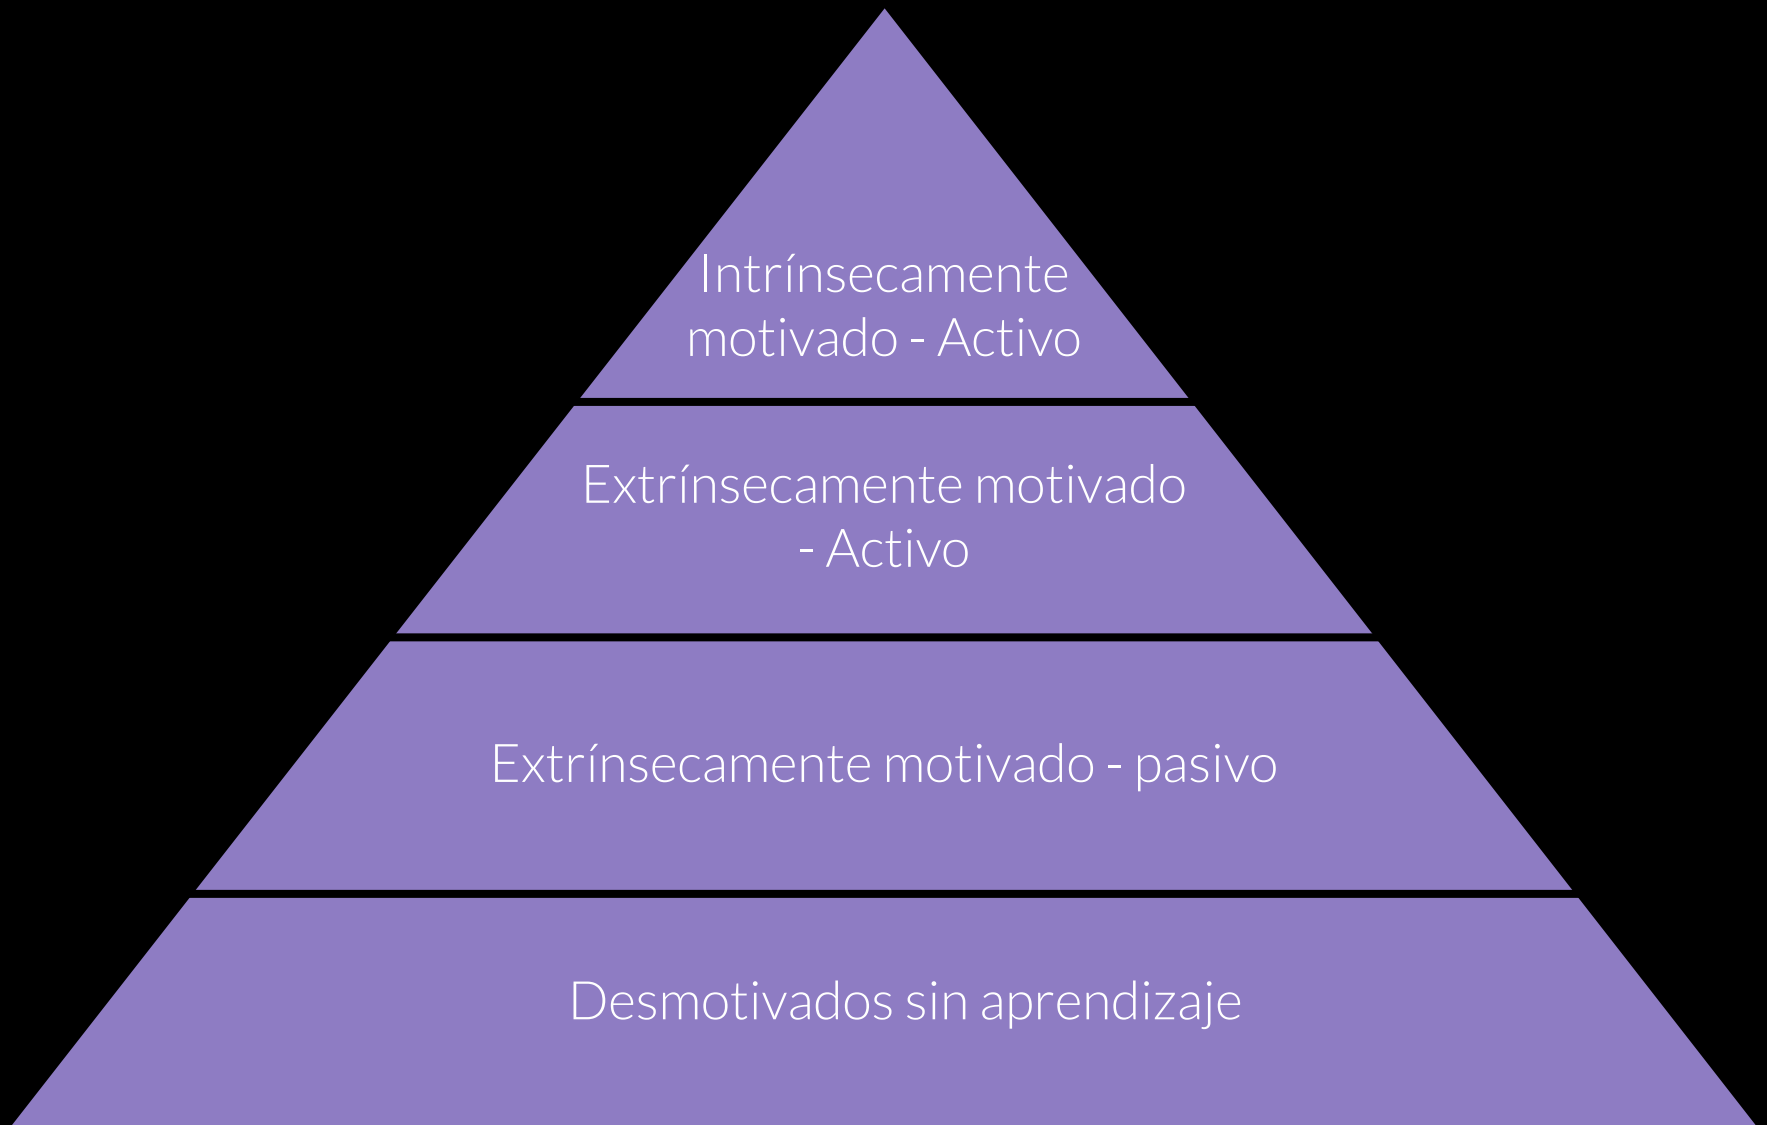 Intrínsecamente
motivado - Activo
Extrínsecamente motivado
- Activo
Extrínsecamente motivado - pasivo
Desmotivados sin aprendizaje